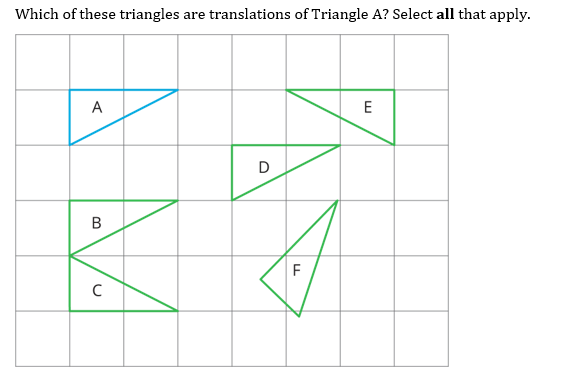 Which of these triangles are translations of Triangle A? Select all that apply.
A
E
D
B
F
C